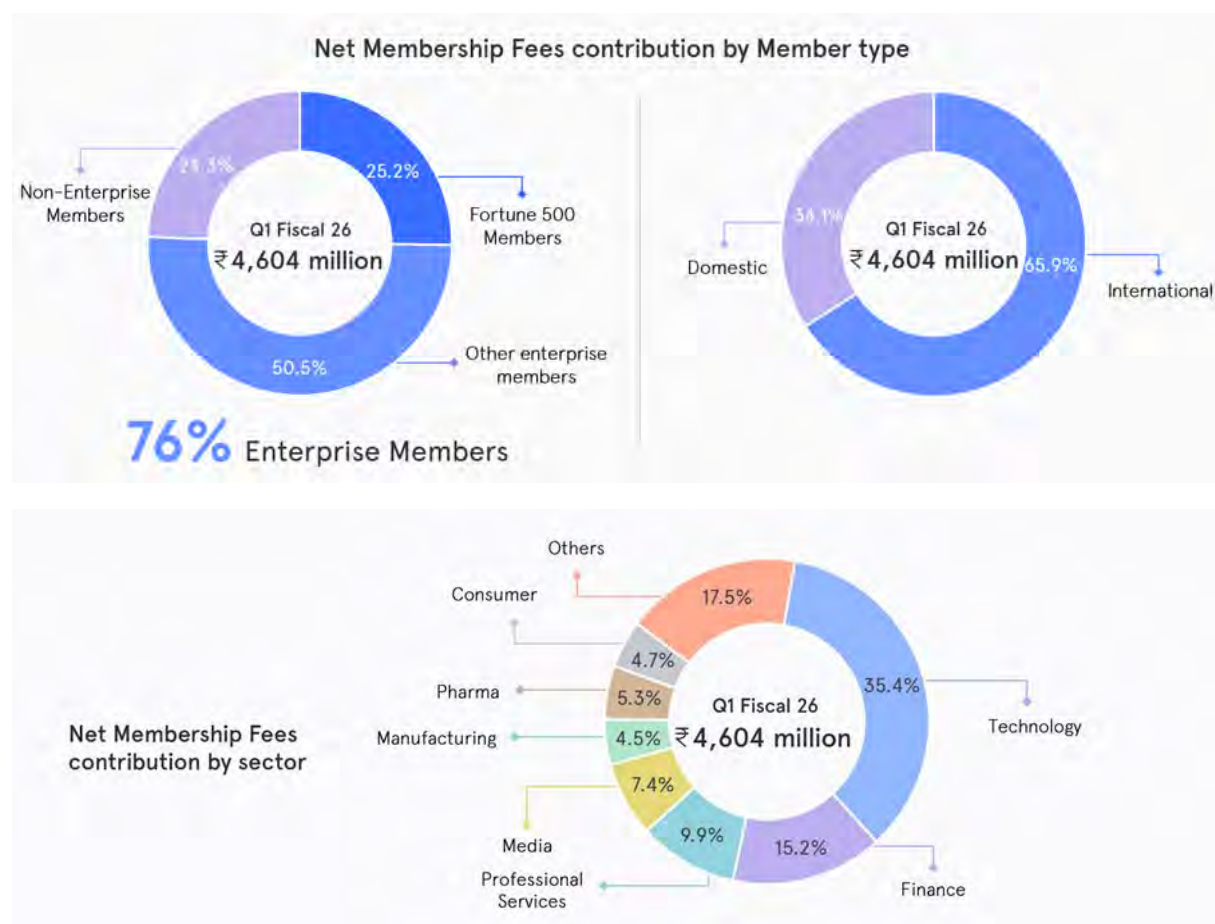 Net Membership Fees contribution by Member type
24.3%
25.2%
Non-Enterprise
Members
Q1 Fiscal 26
₹4,604 million
Fortune 500
Members
50.5%
Other enterprise
members
76% Enterprise Members
34.1%
Domestic
Q1 Fiscal 26
₹4,604 million
65.9%
International
Net Membership Fees
contribution by sector
Others
17.5%
Consumer
4.7%
Pharma
5.3%
Manufacturing
4.5%
Media
7.4%
Professional
Services
9.9%
15.2%
Finance
35.4%
Technology
Q1 Fiscal 26
₹4,604 million